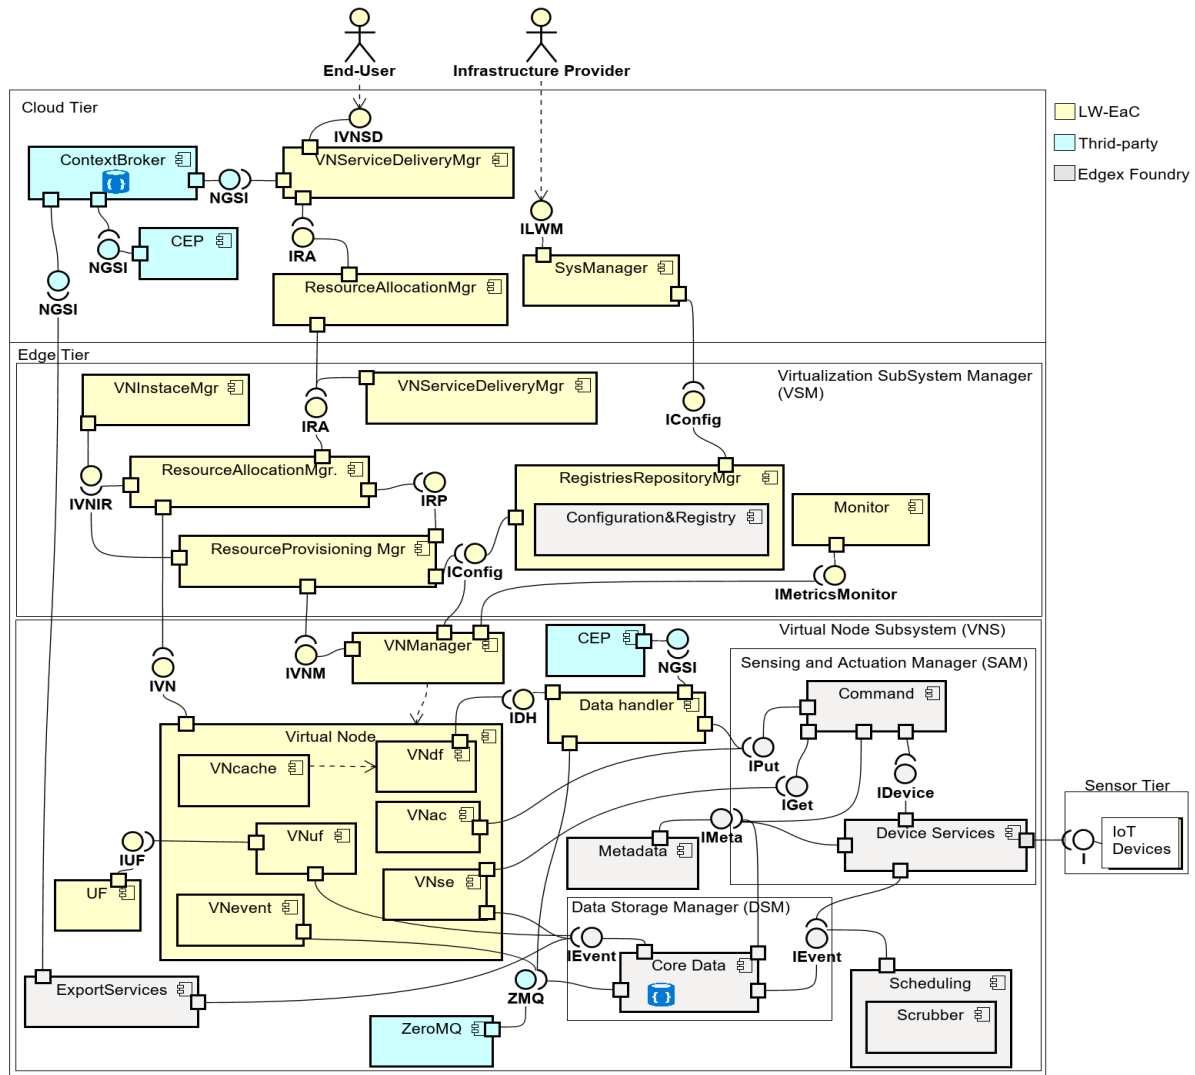 End-User
Infrastructure Provider
Cloud Tier
LW-EaC
IVNSD
Thrid-party
ContextBroker
VNServiceDeliveryMgr
Edgex Foundry
NGSI
ILWM
CEP
IRA
NGSI
SysManager
ResourceAllocationMgr
NGSI
Edge Tier
VNInstaceMgr
VNServiceDeliveryMgr
Virtualization SubSystem Manager
(VSM)
IRA
IConfig
ResourceAllocationMgr.
RegistriesRepositoryMgr
IVNIR
IRP
Configuration&Registry
Monitor
ResourceProvisioning Mgr
IConfig
IMetricsMonitor
Virtual Node Subsystem (VNS)
CEP
VNManager
NGSI
Sensing and Actuation Manager (SAM)
IVNM
IVN
Command
Data handler
IDH
Virtual Node
VNdf
VNcache
IPut
IGet
IDevice
Sensor Tier
VNac
VNuf
IMeta
Device Services
IoT
Devices
I
IUF
Metadata
VNse
UF
VNevent
Data Storage Manager (DSM)
IEvent
IEvent
Core Data
ExportServices
Scheduling
ZMQ
Scrubber
ZeroMQ